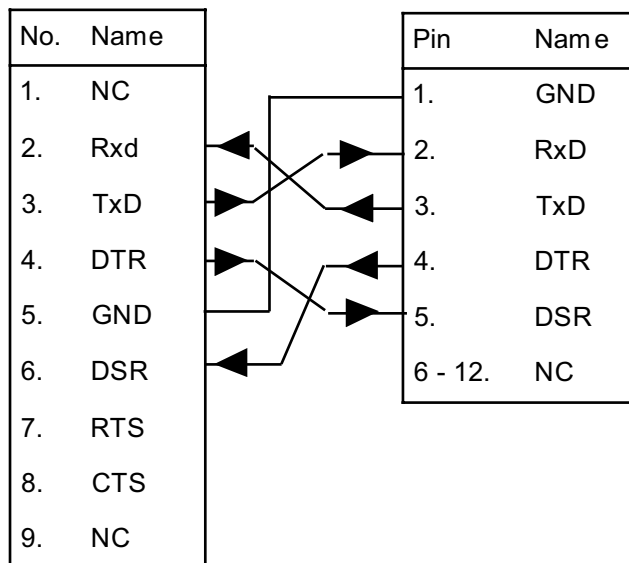 No. Name
1. NC
2. Rxd
3. TxD
4. DTR
5. GND
6. DSR
7. RTS
8. CTS
9. NC
Pin Name
1. GND
2. RxD
3. TxD
4. DTR
5. DSR
6 - 12. NC